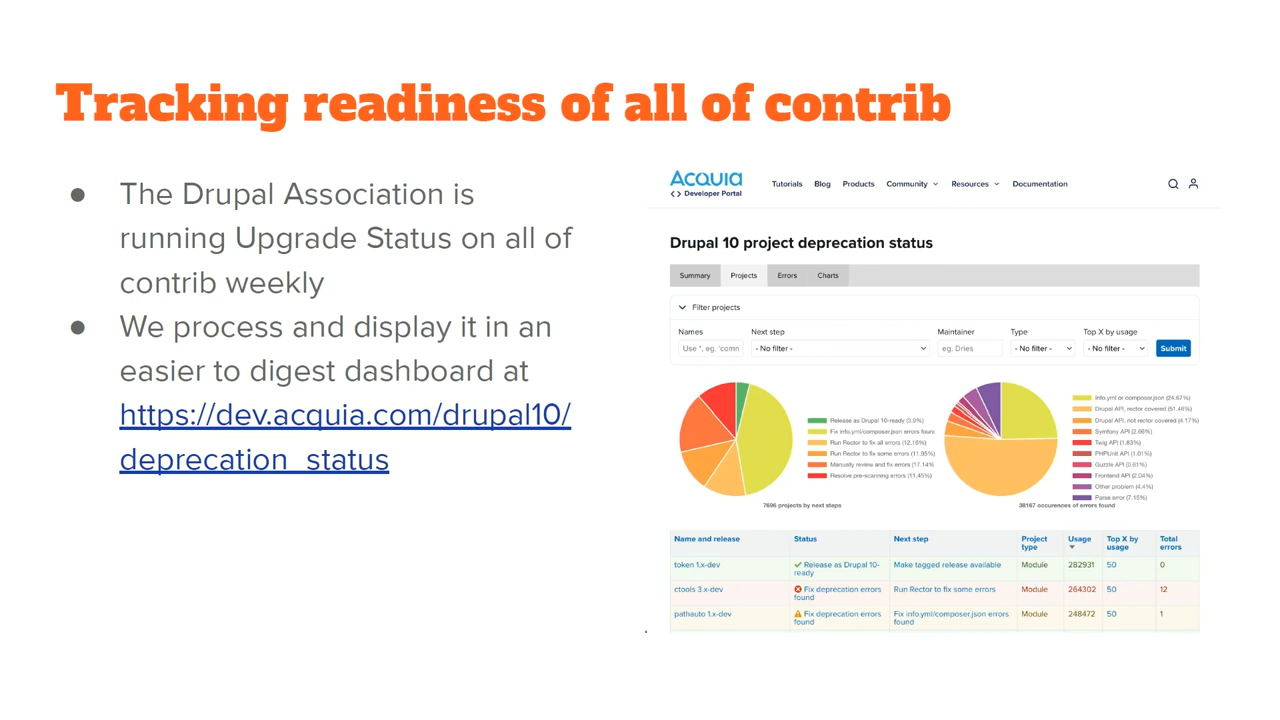 Tracking readiness of all of contrib
● The Drupal Association is
running Upgrade Status on all of
contrib weekly
● We process and display it in an
easier to digest dashboard at
https://dev.acquia.com/drupal10/
deprecation_status
ACQUIA
<> Developer Portal
Tutorials Blog Products Community Resources Documentation
Drupal 10 project deprecation status
Summary Projects Errors Charts
Filter projects
Names Next step Maintainer Type Top X by usage
Use *, eg. 'comm - No filter - eg. Dries - No filter - - No filter - Submit
Release as Drupal 10-ready (3.9%)
Fix info.yml/composer.json errors found
Run Rector to fix all errors (12.16%)
Run Rector to fix some errors (11.95%)
Manually review and fix errors (17.14%
Resolve pre-scanning errors (11.45%)
7696 projects by next steps
Info.yml or composer.json (24.67%)
Drupal API, rector covered (51.46%)
Drupal API, not rector covered (4.17%)
Symfony API (2.66%)
Twig API (1.83%)
PHPUnit API (1.01%)
Guzzle API (0.61%)
Frontend API (2.04%)
Other problem (4.4%)
Parse error (7.15%)
38167 occurences of errors found
Name and release Status Next step Project type Usage Top X by usage Total errors
token 1.x-dev Release as Drupal 10-ready Make tagged release available Module 282931 50 0
ctools 3.x-dev Fix deprecation errors found Run Rector to fix some errors Module 264302 50 12
pathauto 1.x-dev Fix deprecation errors found Fix info.yml/composer.json errors found Module 248472 50 1